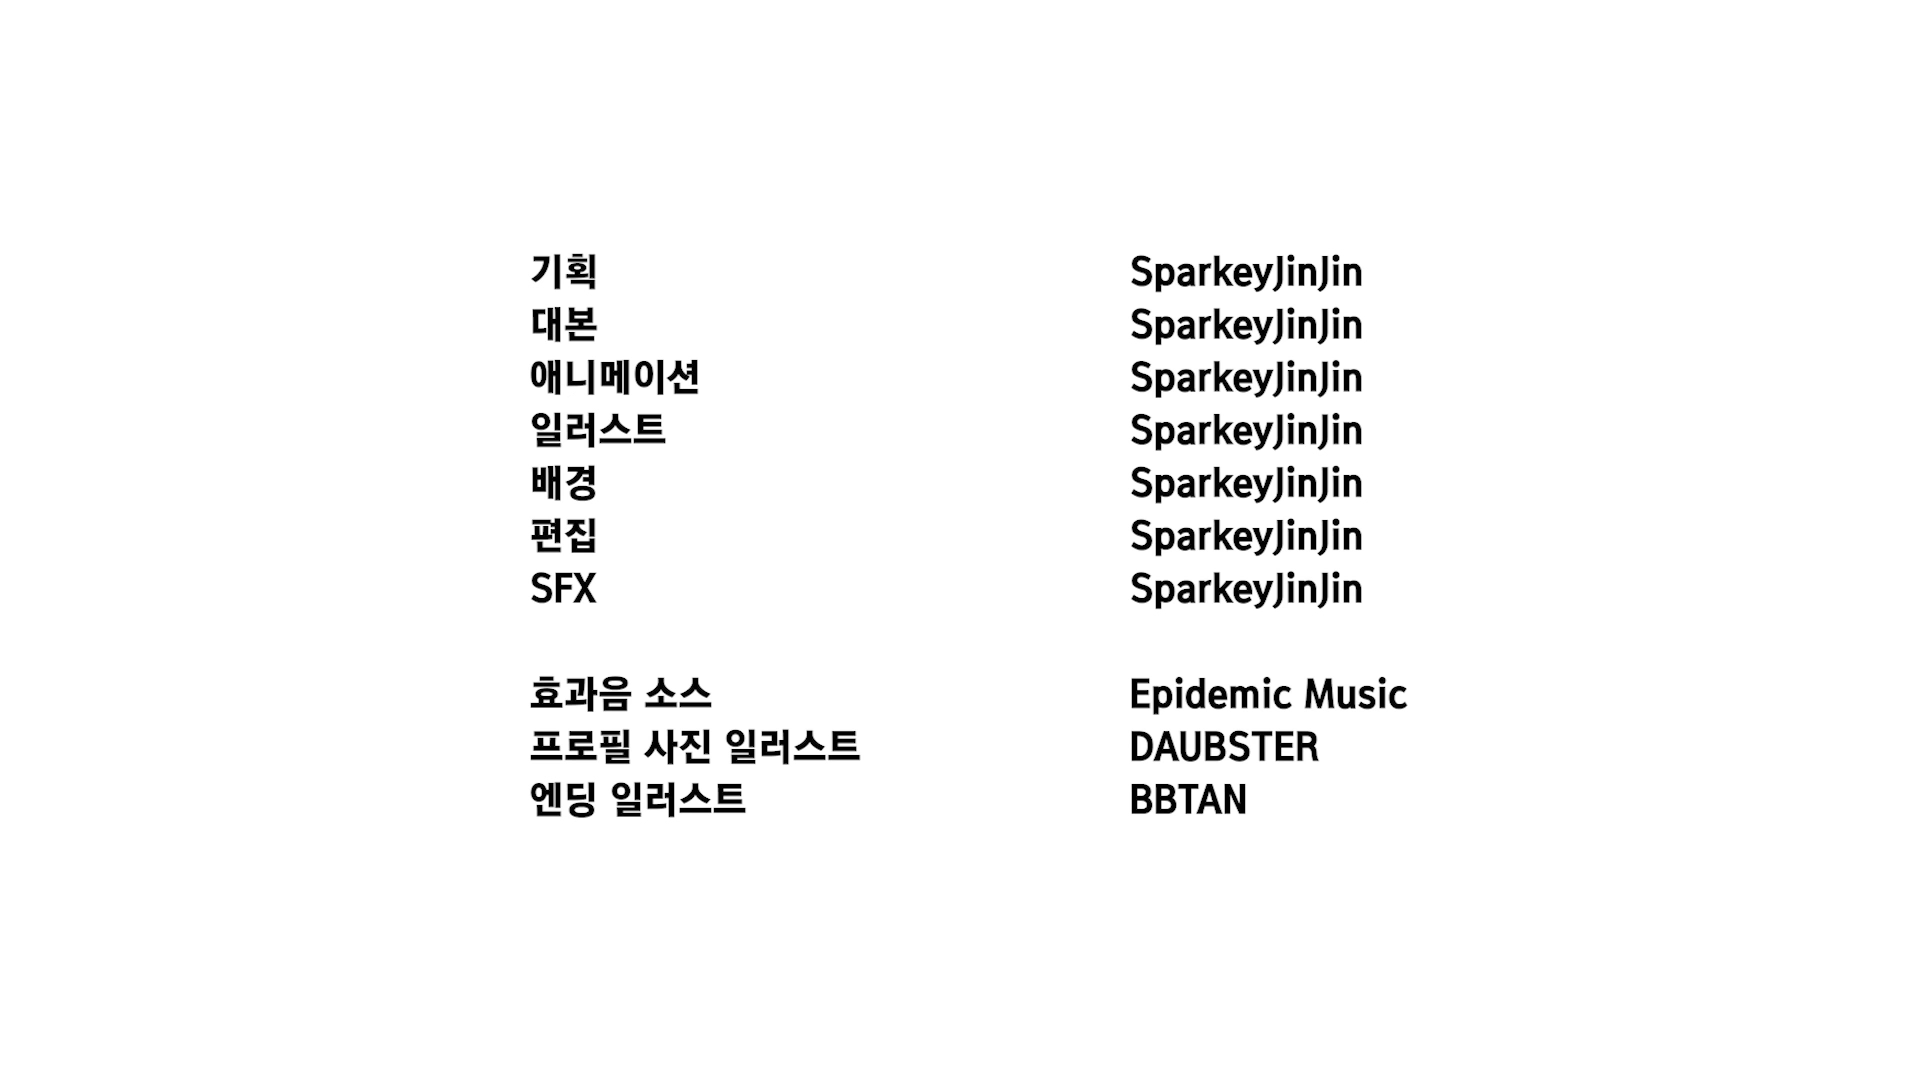 기획 SparkeyJinJin
대본 SparkeyJinJin
애니메이션 SparkeyJinJin
일러스트 SparkeyJinJin
배경 SparkeyJinJin
편집 SparkeyJinJin
SFX SparkeyJinJin
효과음 소스 Epidemic Music
프로필 사진 일러스트 DAUBSTER
엔딩 일러스트 BBTAN